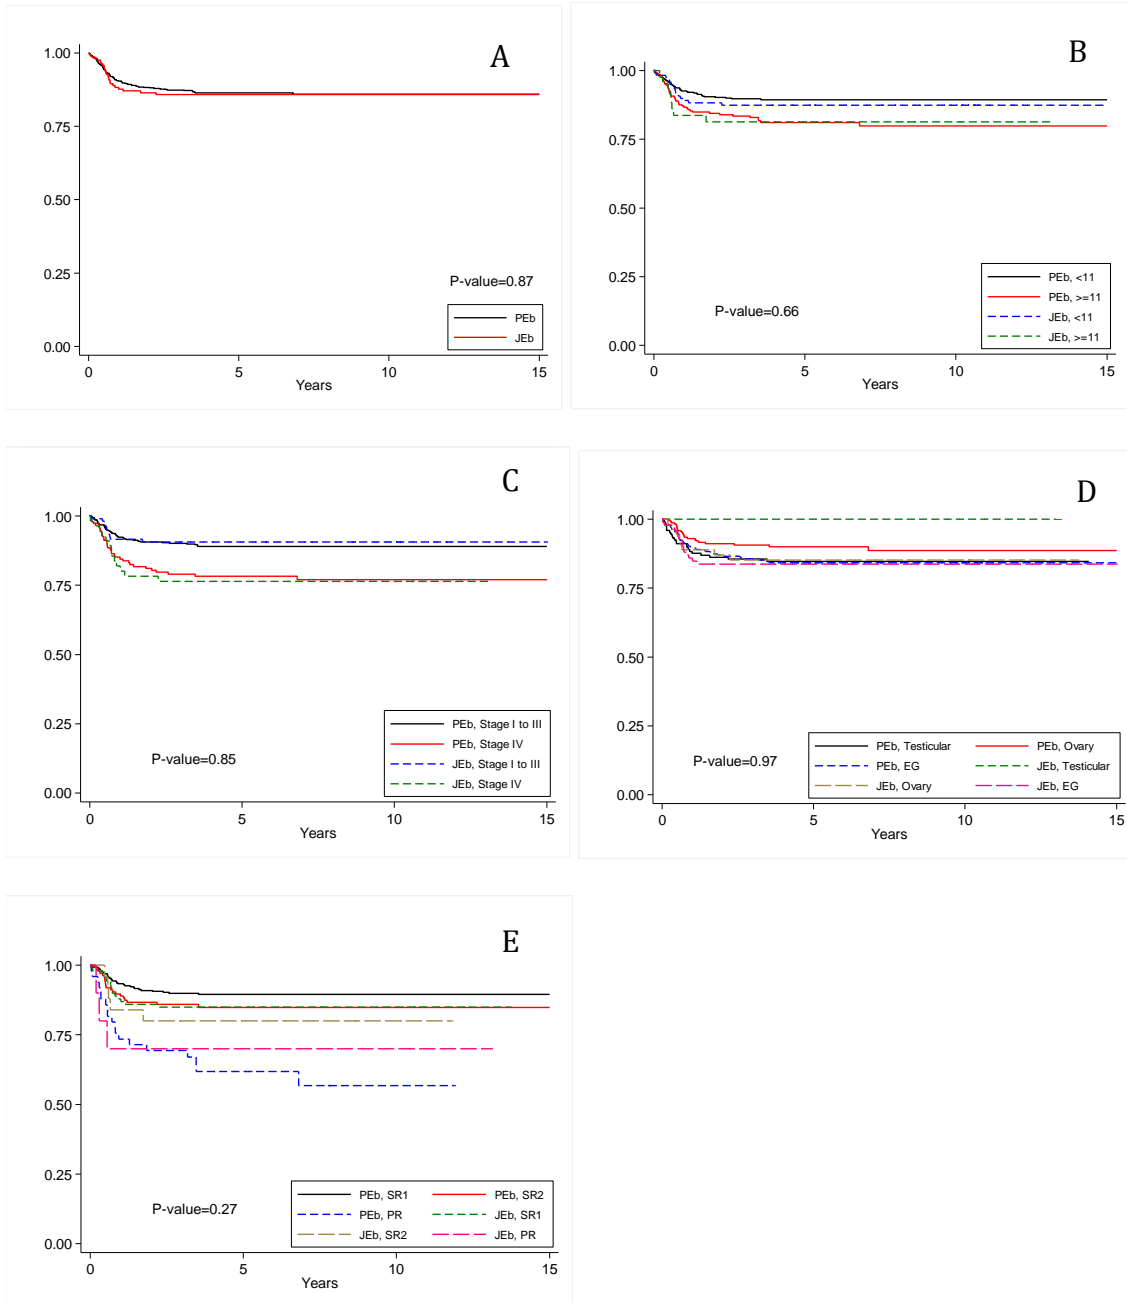 A
1.00
0.75
0.50
0.25
0.00
P-value=0.87
PEb
JEb
0 5 10 15
Years
B
1.00
0.75
0.50
0.25
0.00
P-value=0.66
PEb, <11
PEb, >=11
JEb, <11
JEb, >=11
0 5 10 15
Years
C
1.00
0.75
0.50
0.25
0.00
P-value=0.85
PEb, Stage I to III
PEb, Stage IV
JEb, Stage I to III
JEb, Stage IV
0 5 10 15
Years
D
1.00
0.75
0.50
0.25
0.00
P-value=0.97
PEb, Testicular PEb, Ovary
PEb, EG JEb, Testicular
JEb, Ovary JEb, EG
0 5 10 15
Years
E
1.00
0.75
0.50
0.25
0.00
P-value=0.27
PEb, SR1 PEb, SR2
PEb, PR JEb, SR1
JEb, SR2 JEb, PR
0 5 10 15
Years